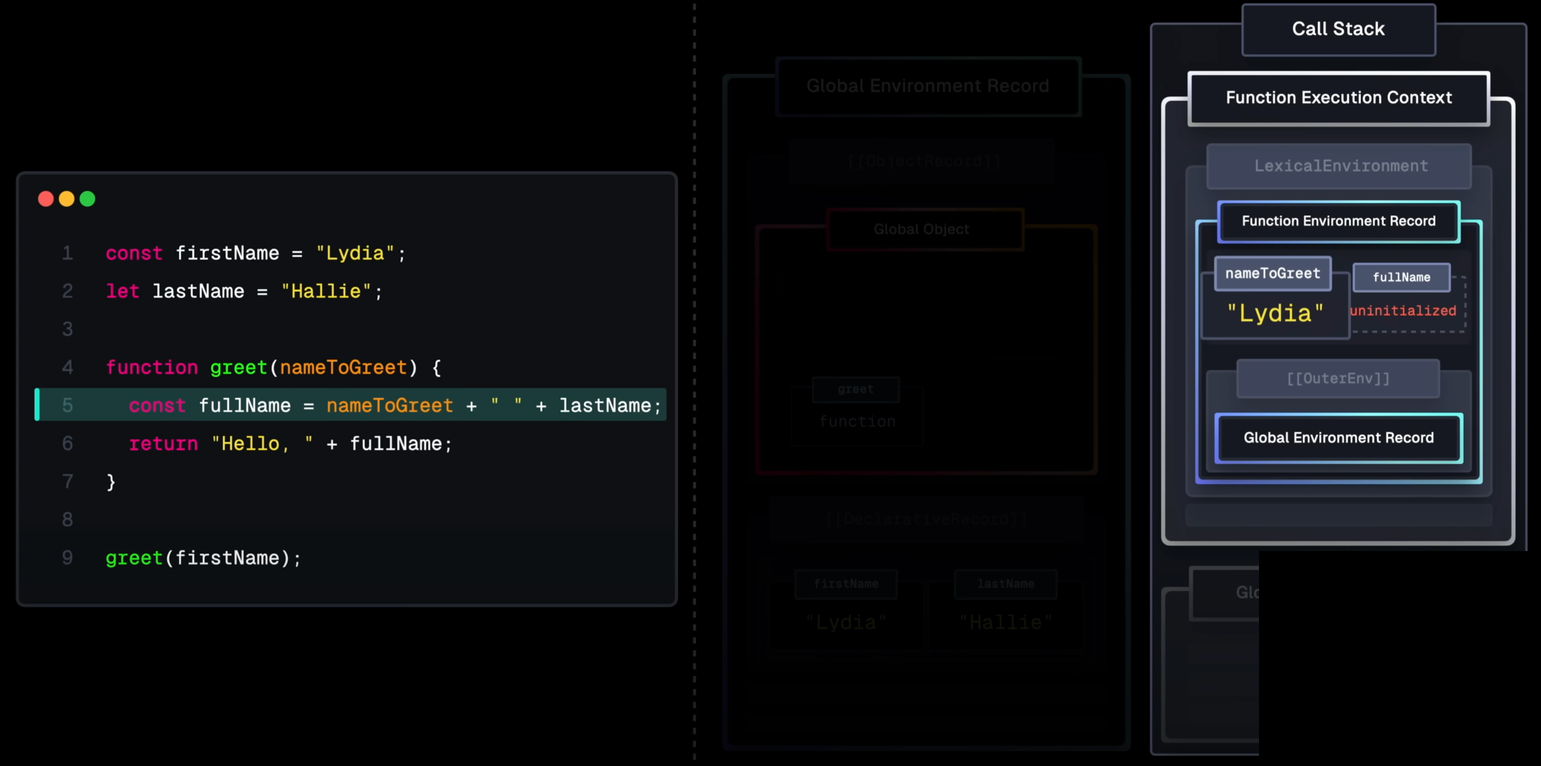 1 const firstName = "Lydia";
2 let lastName = "Hallie";
3
4 function greet(nameToGreet) {
5 const fullName = nameToGreet + " " + lastName;
6 return "Hello, " + fullName;
7 }
8
9 greet(firstName);
Global Environment Record
[[ObjectRecord]]
Global Object
greet
function
[[DeclarativeRecord]]
firstName
lastName
"Lydia"
"Hallie"
Call Stack
Function Execution Context
LexicalEnvironment
Function Environment Record
nameToGreet
fullName
"Lydia"
uninitialized
[[OuterEnv]]
Global Environment Record